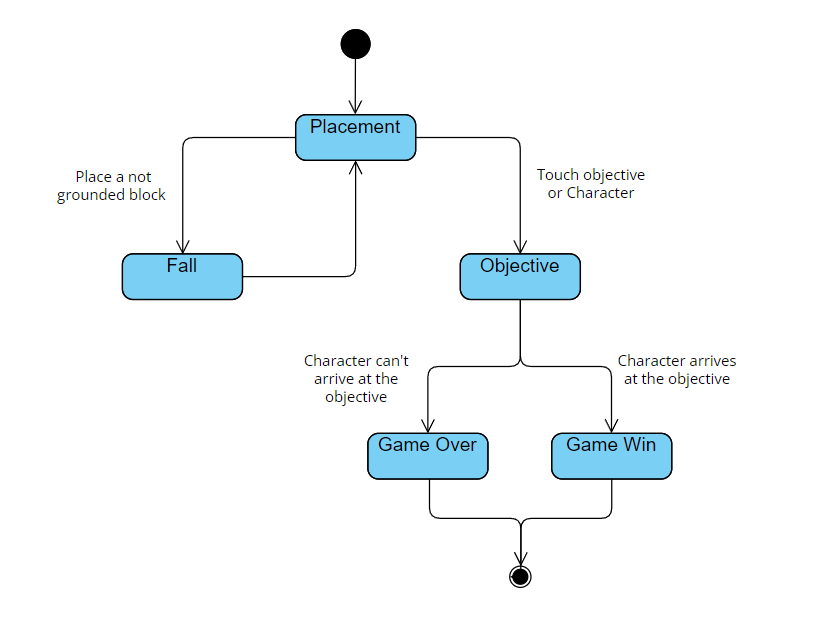 Placement
Place a not
grounded block
Touch objective
or Character
Fall
Objective
Character can't
arrive at the
objective
Character arrives
at the objective
Game Over
Game Win